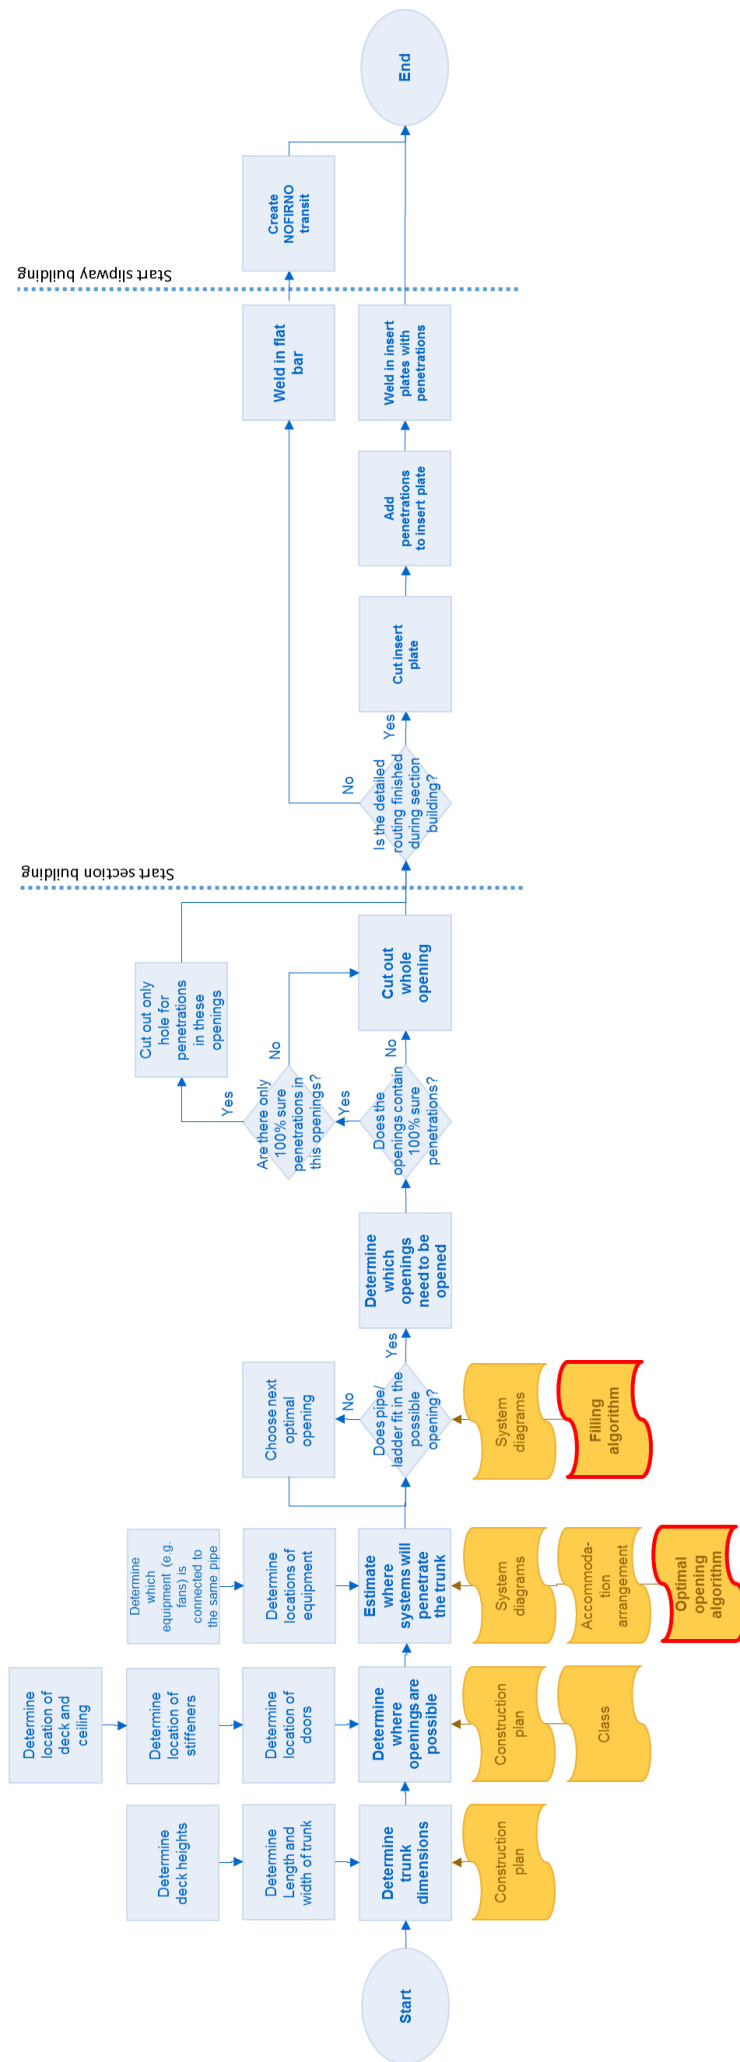 Start
Determine
deck heights
Determine
Length and
width of trunk
Determine
trunk
dimensions
Construction
plan
Determine
location of
deck and
ceiling
Determine
location of
stiffeners
Determine
location of
doors
Determine
where
openings are
possible
Construction
plan
Class
Determine
which
equipment (e.g.
fans) is
connected to
the same pipe
Determine
locations of
equipment
Estimate
where
systems will
penetrate
the trunk
System
diagrams
Accommoda-
tion
arrangement
Optimal
opening
algorithm
Choose next
optimal
opening
No
Does pipe/
ladder fit in the
possible
opening?
Yes
System
diagrams
Filling
algorithm
Determine
which
openings
need to be
opened
Does the
openings contain
100% sure
penetrations?
Yes
No
Are there only
100% sure
penetrations in
this openings?
Yes
No
Cut out only
hole for
penetrations
in these
openings
Cut out
whole
opening
Start section building
Is the detailed
routing finished
during section
building?
No
Yes
Cut insert
plate
Add
penetrations
to insert plate
Weld in insert
plates with
penetrations
Weld in flat
bar
Start slipway building
Create
NOFIRNO
transit
End